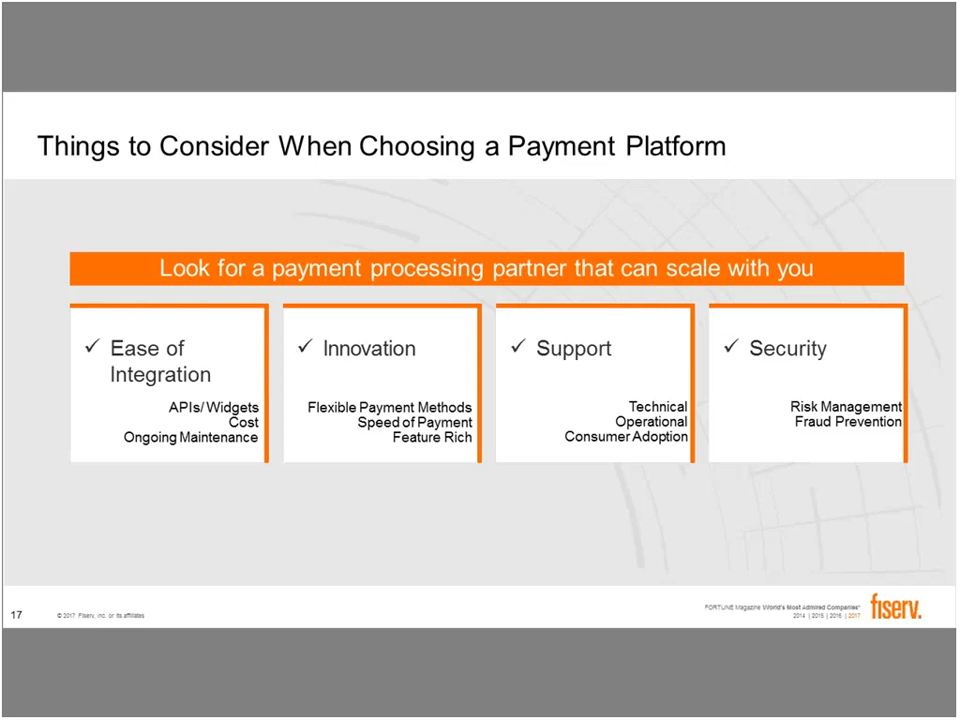 Things to Consider When Choosing a Payment Platform
Look for a payment processing partner that can scale with you
✓ Ease of
Integration
APIs/ Widgets
Cost
Ongoing Maintenance
✓ Innovation
Flexible Payment Methods
Speed of Payment
Feature Rich
✓ Support
Technical
Operational
Consumer Adoption
✓ Security
Risk Management
Fraud Prevention
17
© 2017 Fiserv, Inc. or its affiliates
FORTUNE Magazine World's Most Admired Companies®
2014 | 2015 | 2016 | 2017
fiserv.